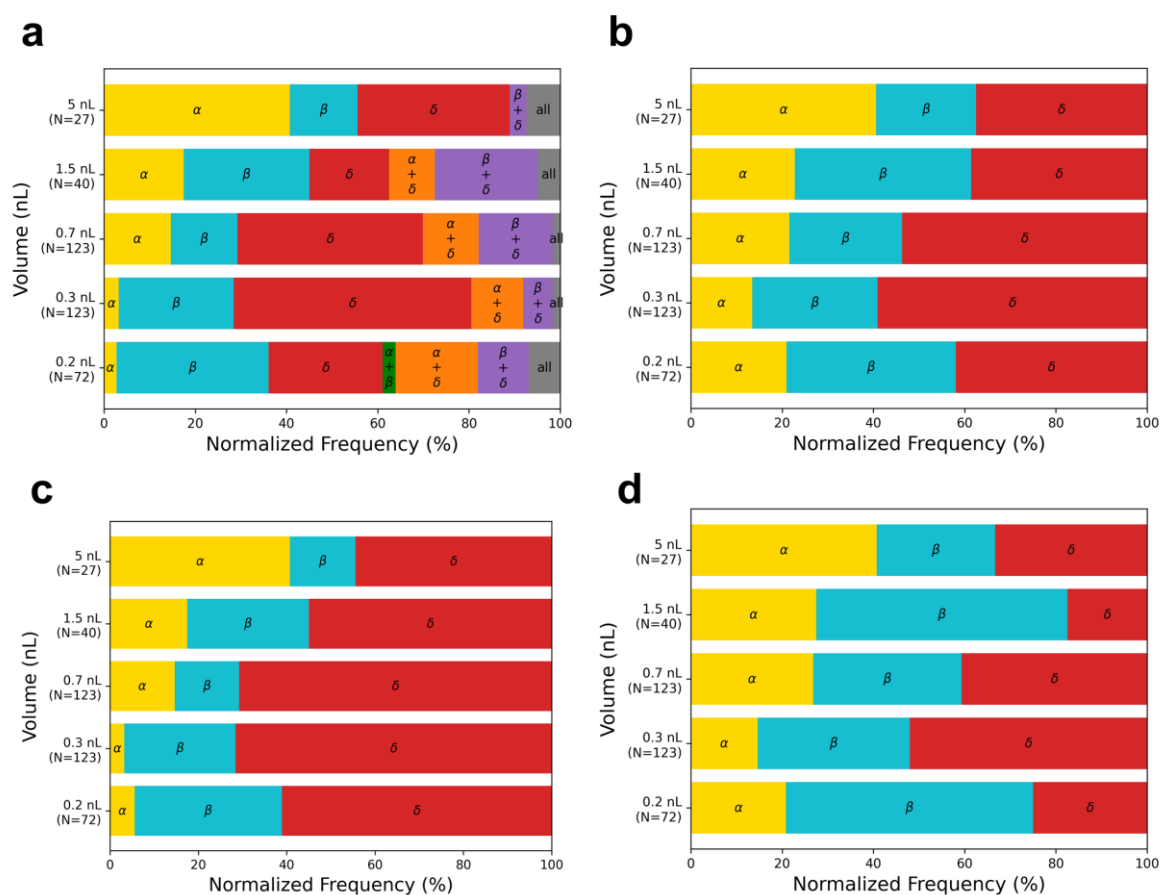 a
Volume (nL)
5 nL
(N=27)
α
β
δ
β
+
δ
all
1.5 nL
(N=40)
α
β
δ
α
+
δ
β
+
δ
all
0.7 nL
(N=123)
α
β
δ
α
+
δ
β
+
δ
all
0.3 nL
(N=123)
α
β
δ
α
+
δ
β
+
δ
all
0.2 nL
(N=72)
α
β
δ
α
+
β
α
+
δ
β
+
δ
all
0 20 40 60 80 100
Normalized Frequency (%)
b
Volume (nL)
5 nL
(N=27)
α β δ
1.5 nL
(N=40)
α β δ
0.7 nL
(N=123)
α β δ
0.3 nL
(N=123)
α β δ
0.2 nL
(N=72)
α β δ
0 20 40 60 80 100
Normalized Frequency (%)
c
Volume (nL)
5 nL
(N=27)
α β δ
1.5 nL
(N=40)
α β δ
0.7 nL
(N=123)
α β δ
0.3 nL
(N=123)
α β δ
0.2 nL
(N=72)
α β δ
0 20 40 60 80 100
Normalized Frequency (%)
d
Volume (nL)
5 nL
(N=27)
α β δ
1.5 nL
(N=40)
α β δ
0.7 nL
(N=123)
α β δ
0.3 nL
(N=123)
α β δ
0.2 nL
(N=72)
α β δ
0 20 40 60 80 100
Normalized Frequency (%)